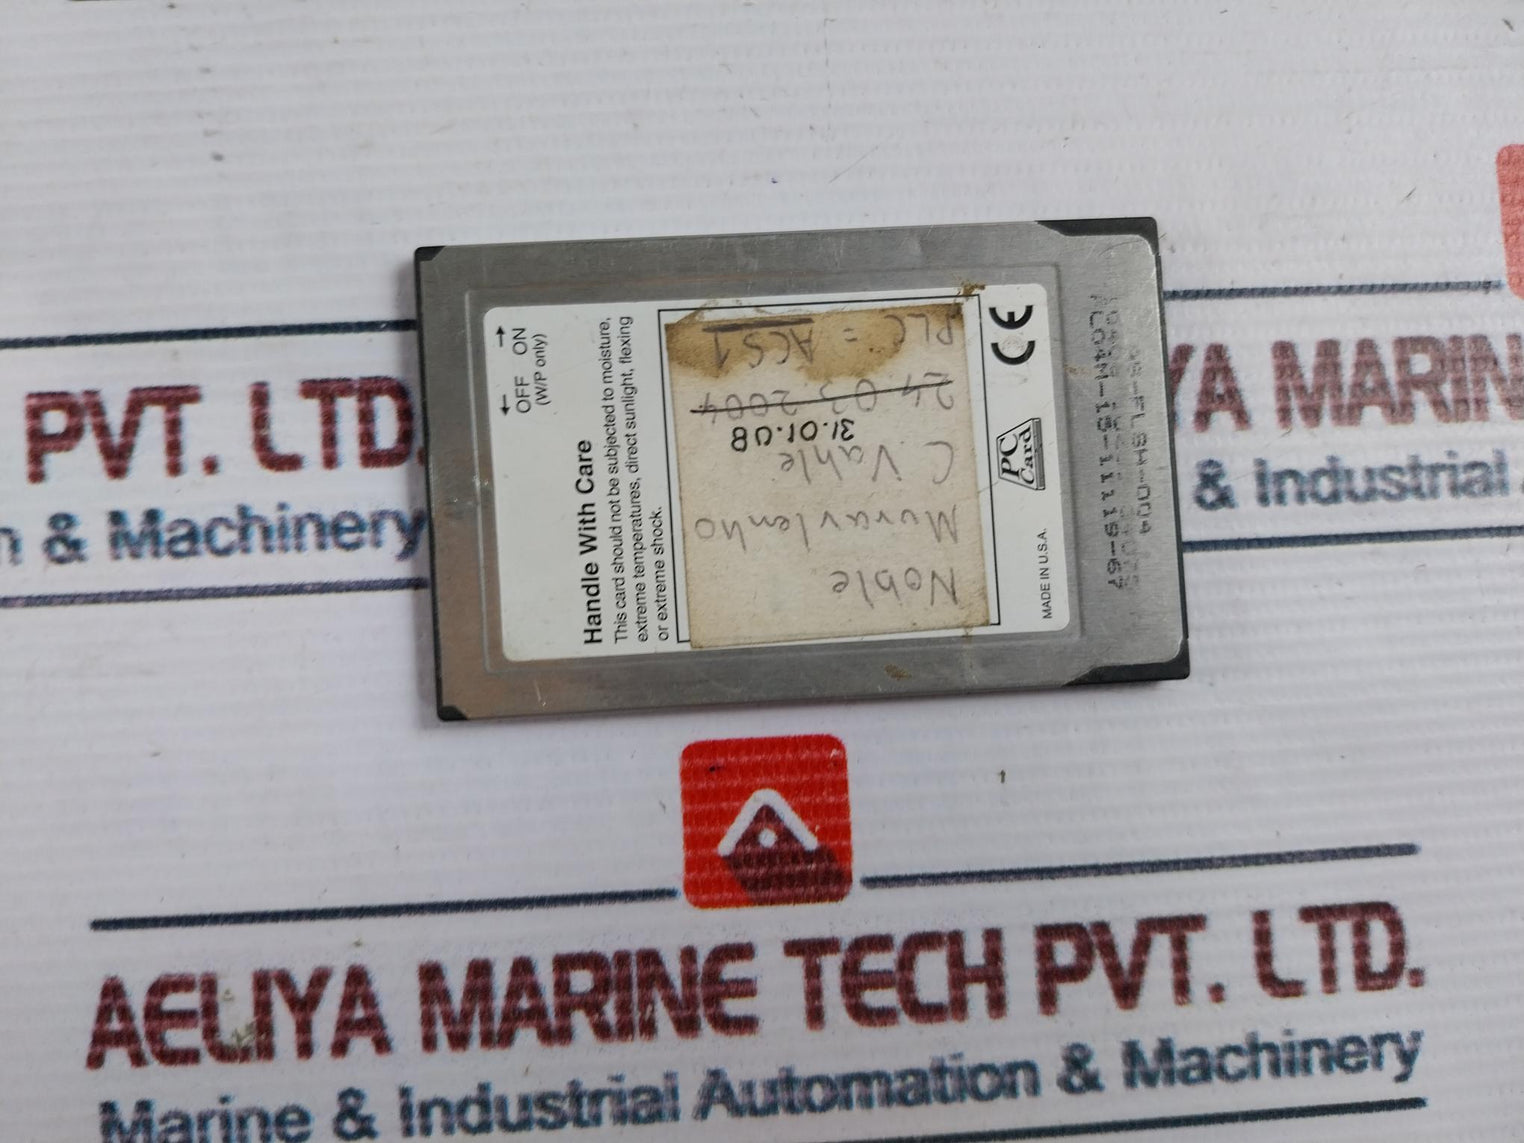 OFF ON
(W/P only)
Handle With Care
This card should not be subjected to moisture,
extreme temperatures, direct sunlight, flexing
or extreme shock.
Noble
Muravlenko
C. Vahle
31.01.08
24.03.2004
PLC = ACS1
CE
PC
Card
MADE IN U.S.A.
PVT. LTD
& Machinery
YA MARIN
& Industrial
AELIYA MARINE TECH PVT. LTD.
Marine & Industrial Automation & Machinery